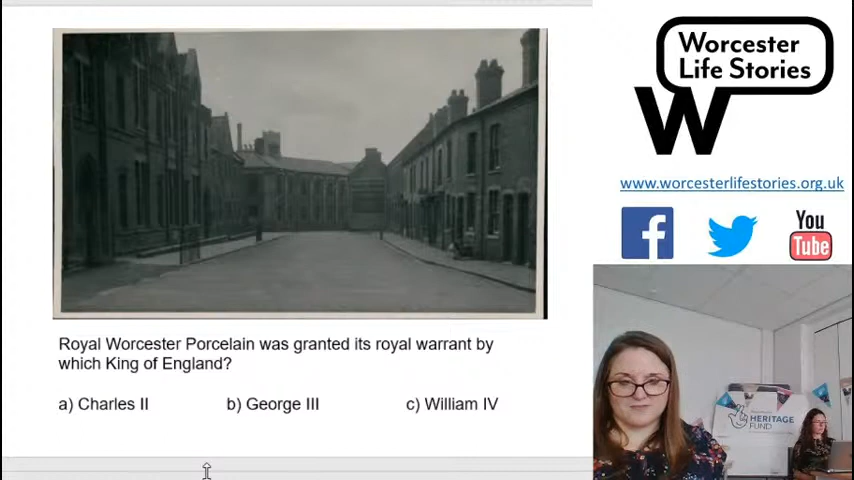 Worcester
Life Stories
W
www.worcesterlifestories.org.uk
f
You
Tube
Royal Worcester Porcelain was granted its royal warrant by
which King of England?
a) Charles II b) George III c) William IV
HERITAGE
FUND